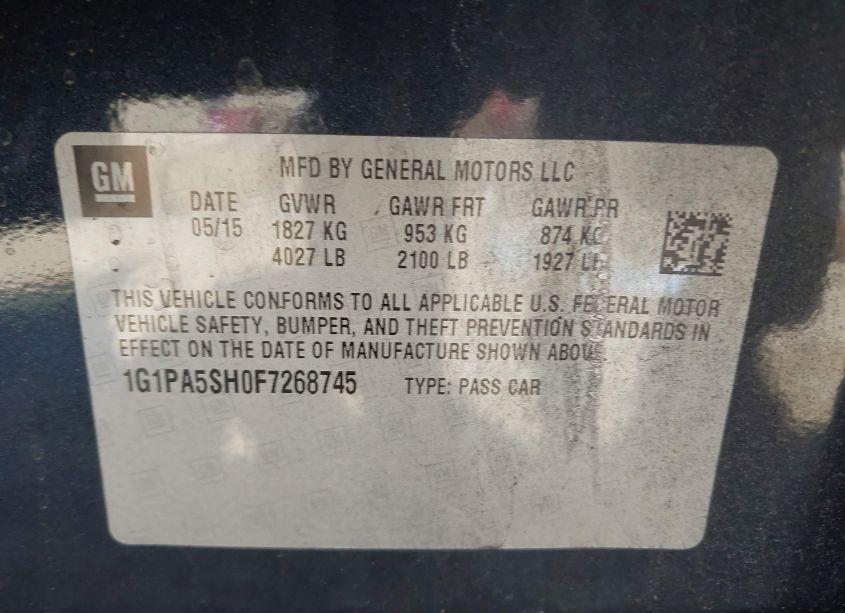 GM
MFD BY GENERAL MOTORS LLC
DATE GVWR GAWR FRT GAWR RR
05/15 1827 KG 953 KG 874 KG
4027 LB 2100 LB 1927 LB
THIS VEHICLE CONFORMS TO ALL APPLICABLE U.S. FEDERAL MOTOR
VEHICLE SAFETY, BUMPER, AND THEFT PREVENTION STANDARDS IN
EFFECT ON THE DATE OF MANUFACTURE SHOWN ABOVE.
1G1PA5SH0F7268745 TYPE: PASS CAR